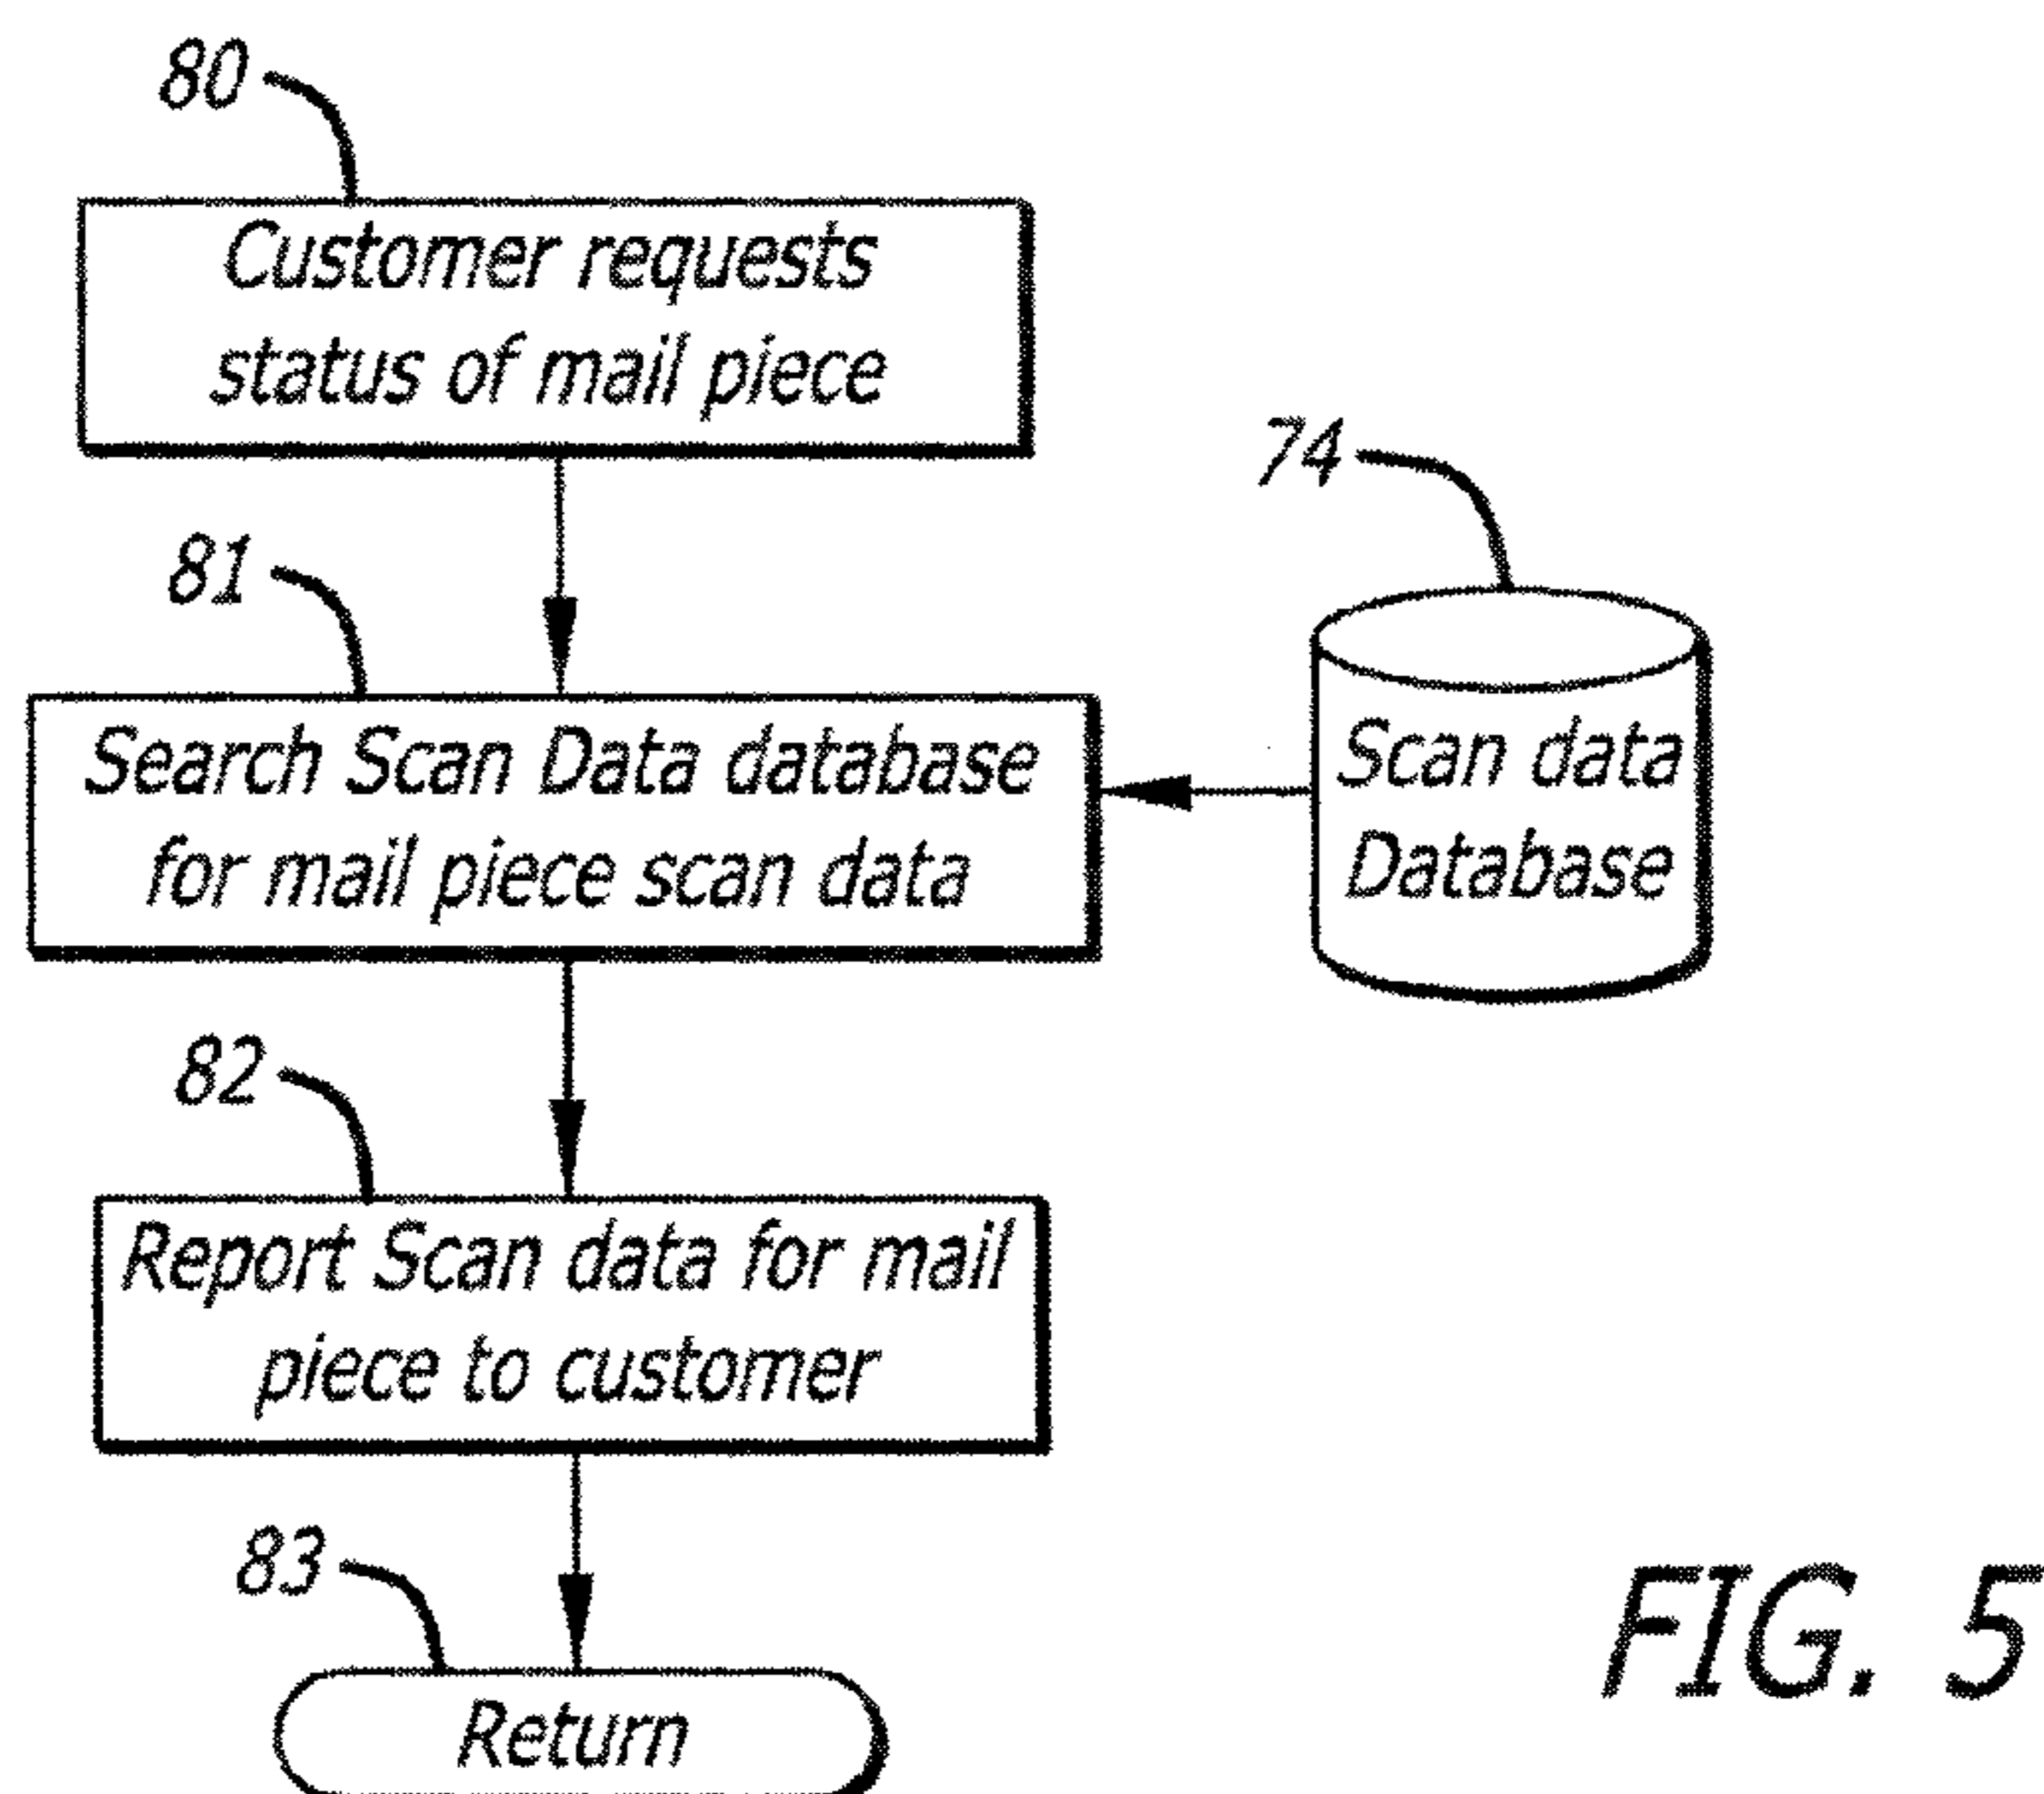 80
Customer requests
status of mail piece
74
81
Search Scan Data database
for mail piece scan data
Scan data
Database
82
Report Scan data for mail
piece to customer
83
Return
FIG. 5